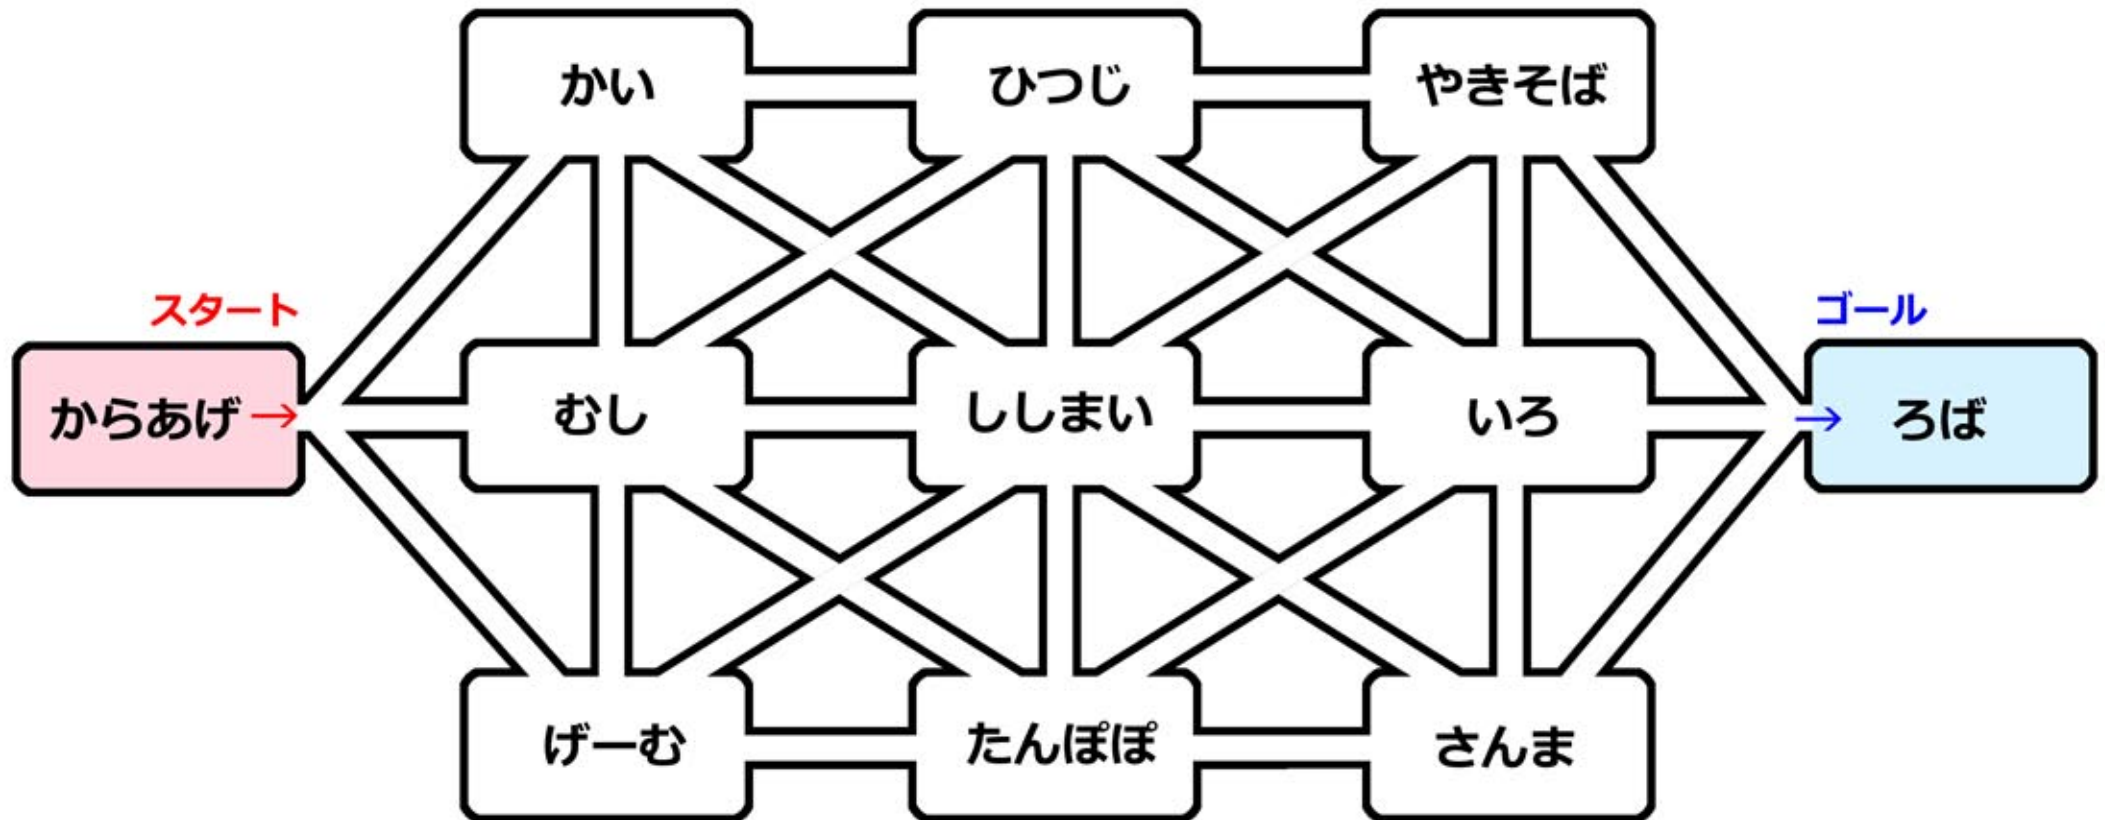 かい
ひつじ
やきそば
スタート
ゴール
からあげ→
むし
ししまい
いろ
→ ろば
げーむ
たんぽぽ
さんま